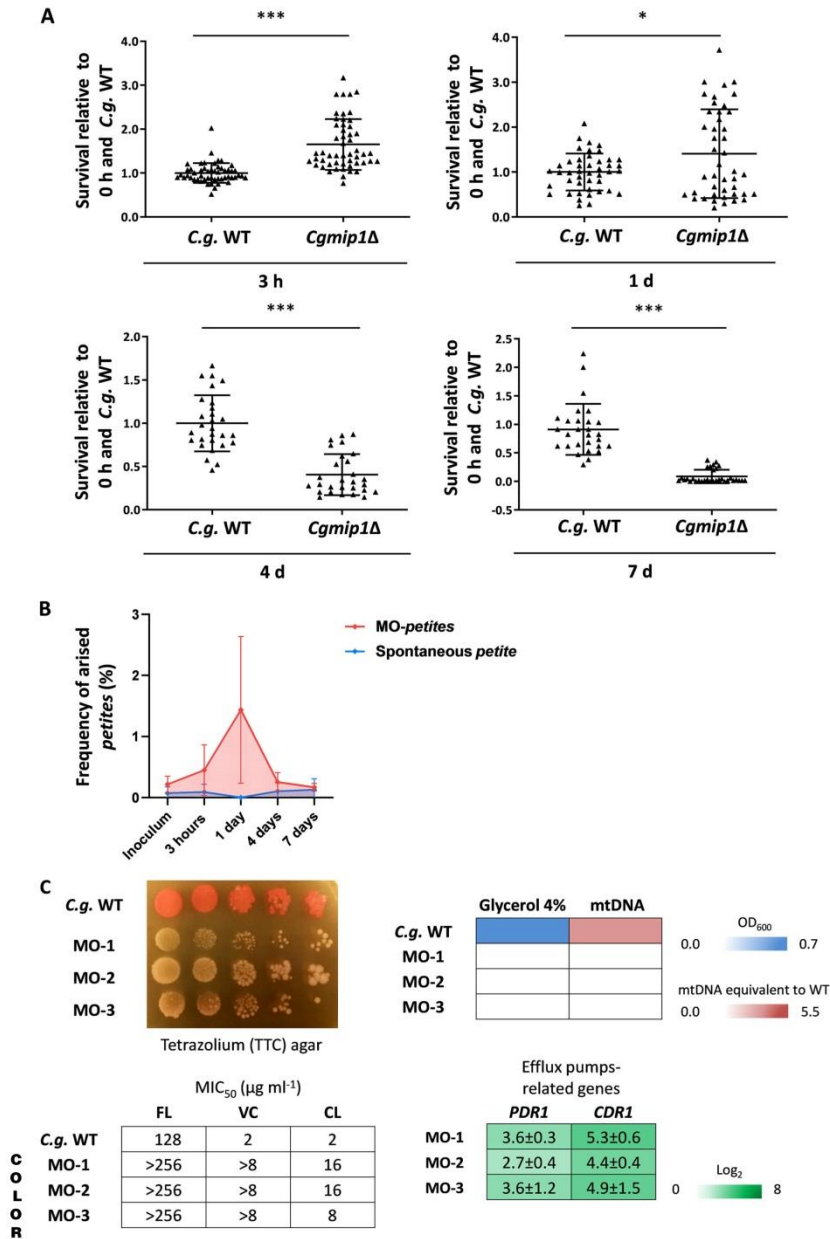 A
***
*
Survival relative to
0 h and C.g. WT
4.0
3.0
2.0
1.0
0.0
C.g. WT
Cgmip1Δ
3 h
Survival relative to
0 h and C.g. WT
4.0
3.0
2.0
1.0
0.0
C.g. WT
Cgmip1Δ
1 d
***
***
Survival relative to
0 h and C.g. WT
2.0
1.5
1.0
0.5
0.0
C.g. WT
Cgmip1Δ
4 d
Survival relative to
0 h and C.g. WT
2.5
2.0
1.5
1.0
0.5
0.0
-0.5
C.g. WT
Cgmip1Δ
7 d
B
Frequency of arised
petites (%)
3
2
1
0
Inoculum
3 hours
1 day
4 days
7 days
MO-petites
Spontaneous petite
C
C.g. WT
MO-1
MO-2
MO-3
Tetrazolium (TTC) agar
Glycerol 4% mtDNA
C.g. WT
MO-1
MO-2
MO-3
OD600
0.0 0.7
mtDNA equivalent to WT
0.0 5.5
MIC50 (µg ml-1)
FL VC CL
C.g. WT 128 2 2
MO-1 >256 >8 16
MO-2 >256 >8 16
MO-3 >256 >8 8
Efflux pumps-
related genes
PDR1 CDR1
MO-1 3.6±0.3 5.3±0.6
MO-2 2.7±0.4 4.4±0.4
MO-3 3.6±1.2 4.9±1.5
Log2
0 8
COLOR